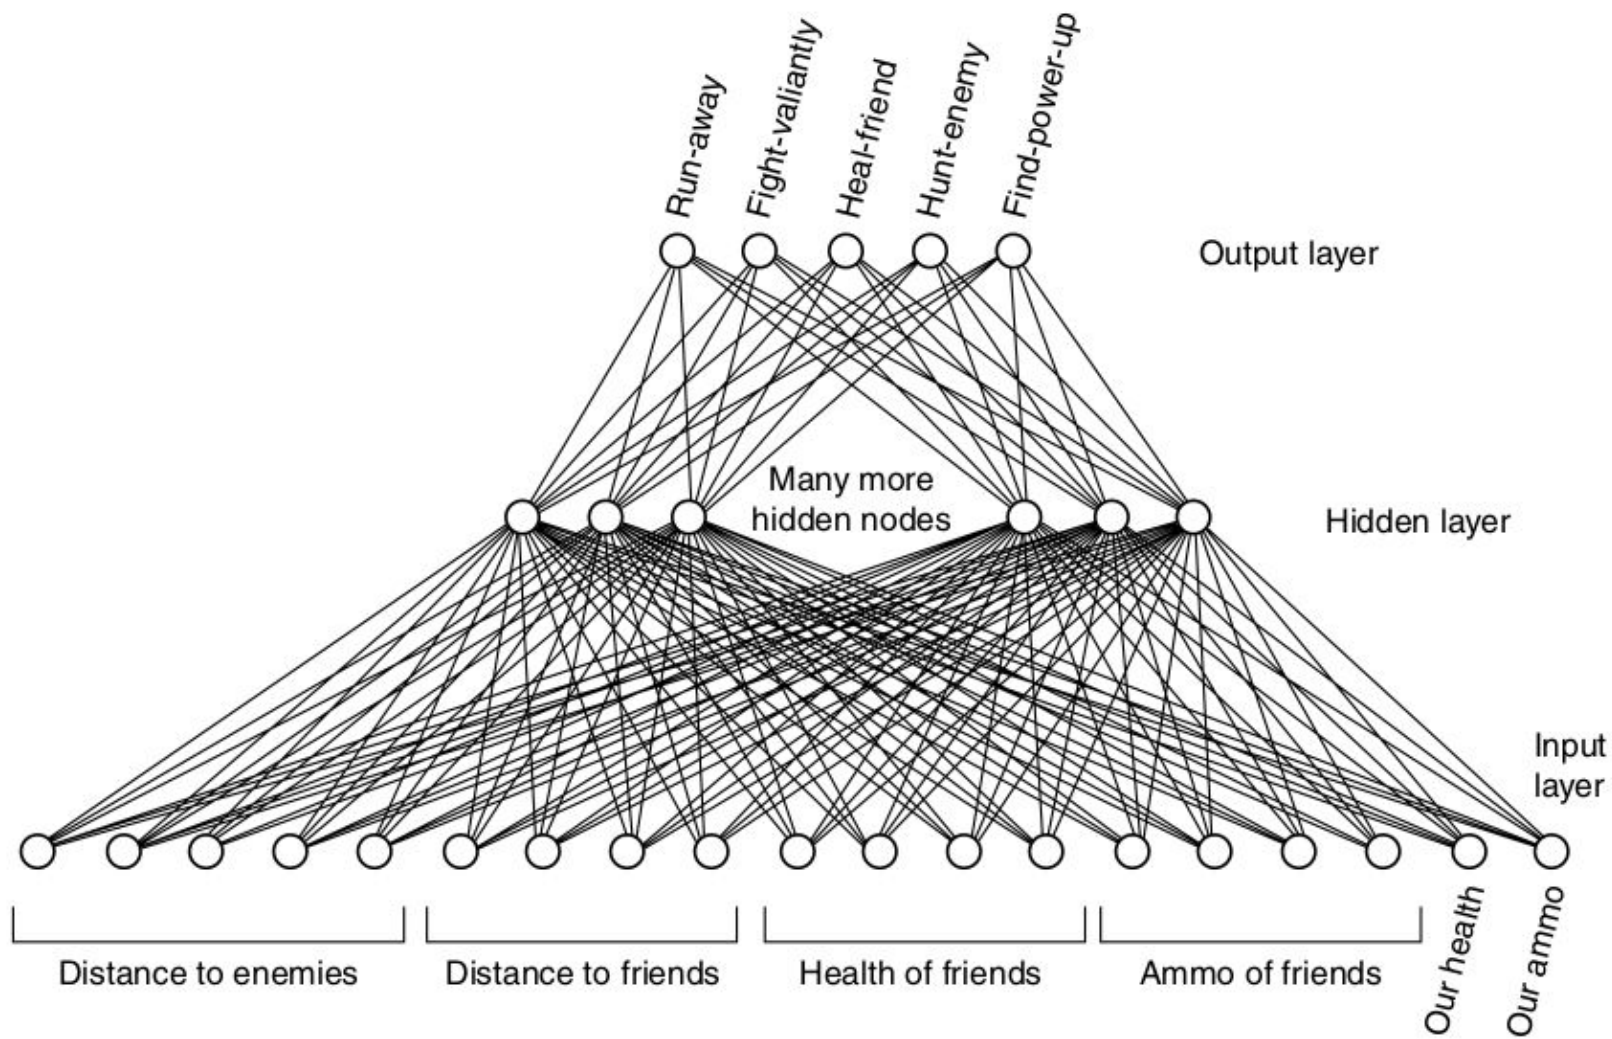 Run-away
Fight-valiantly
Heal-friend
Hunt-enemy
Find-power-up
Output layer
Many more
hidden nodes
Hidden layer
Input
layer
Distance to enemies
Distance to friends
Health of friends
Ammo of friends
Our health
Our ammo